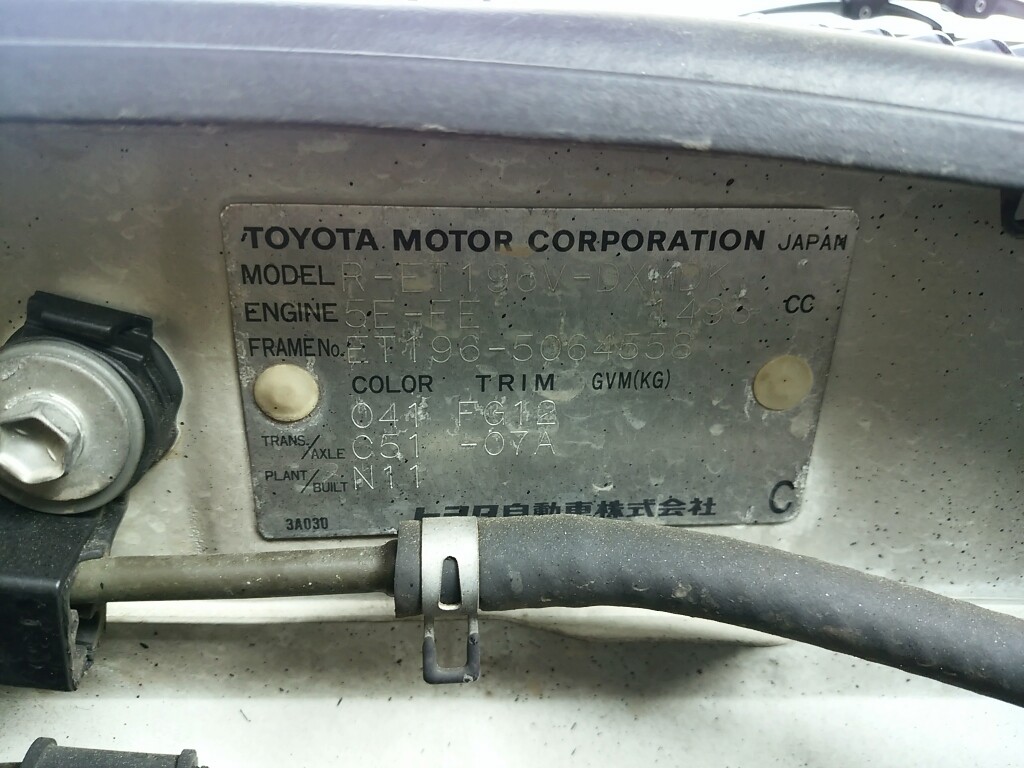 TOYOTA MOTOR CORPORATION JAPAN
MODEL R-ET196V-DXMDK
ENGINE 5E-FE 1496 CC
FRAME No. ET196-5064558
COLOR TRIM GVM(KG)
041 FG12
TRANS./AXLE C51 -07A
PLANT/BUILT N11
トヨタ自動車株式会社 C
3A030